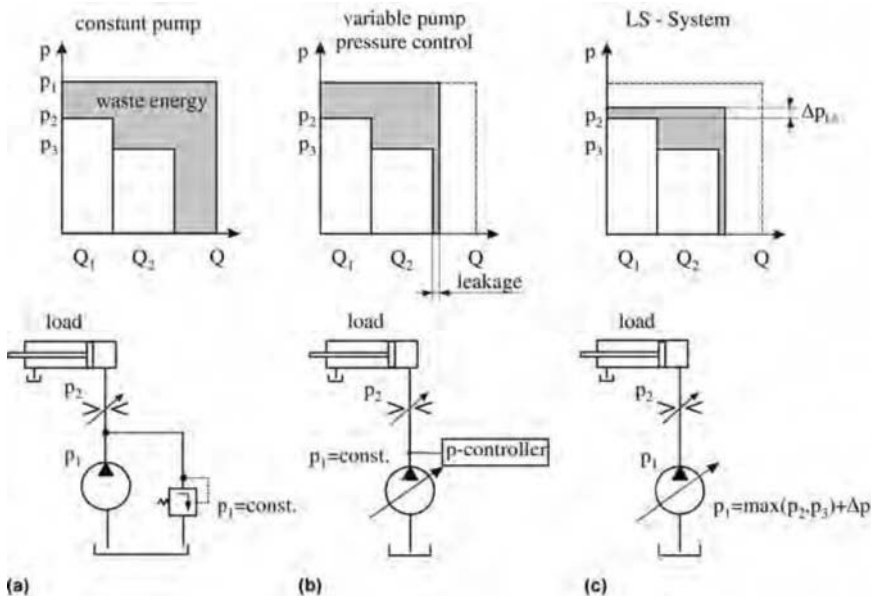 constant pump
variable pump
pressure control
LS - System
p
p₁
p₂
p₃
waste energy
Q₁
Q₂
Q
p
p₂
p₃
Q₁
Q₂
Q
leakage
p
p₂
p₃
Q₁
Q₂
Q
load
p₂
p₁
p₁=const.
load
p₂
p₁=const.
p-controller
load
p₂
p₁
p₁=max(p₂,p₃)+Δp
(a)
(b)
(c)